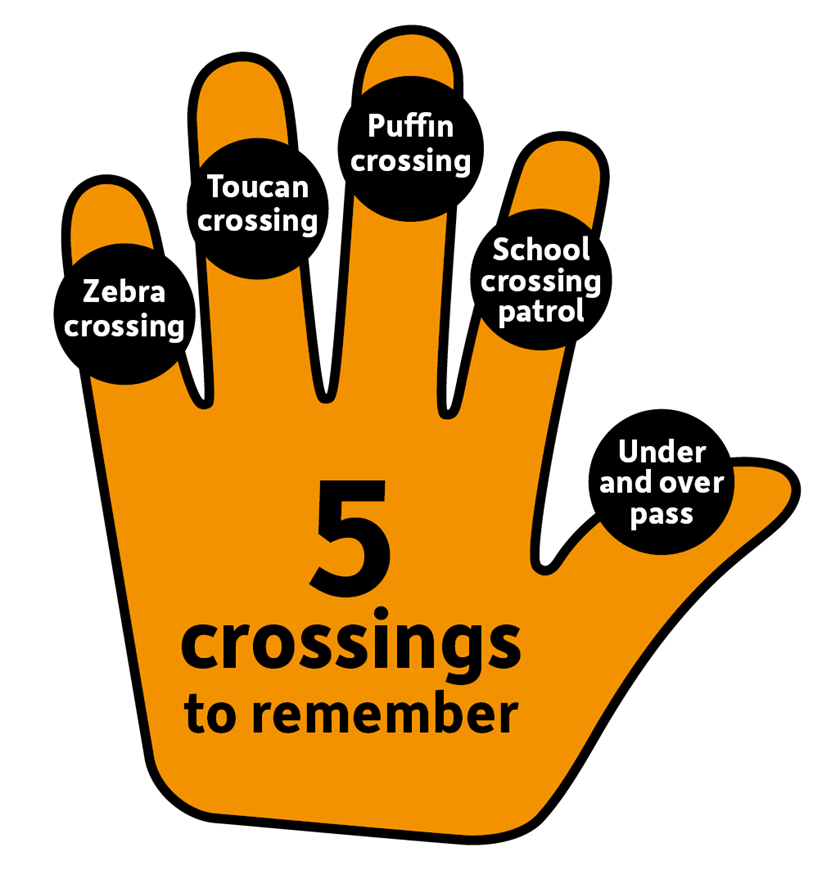 Zebra
crossing
Toucan
crossing
Puffin
crossing
School
crossing
patrol
Under
and over
pass
5
crossings
to remember